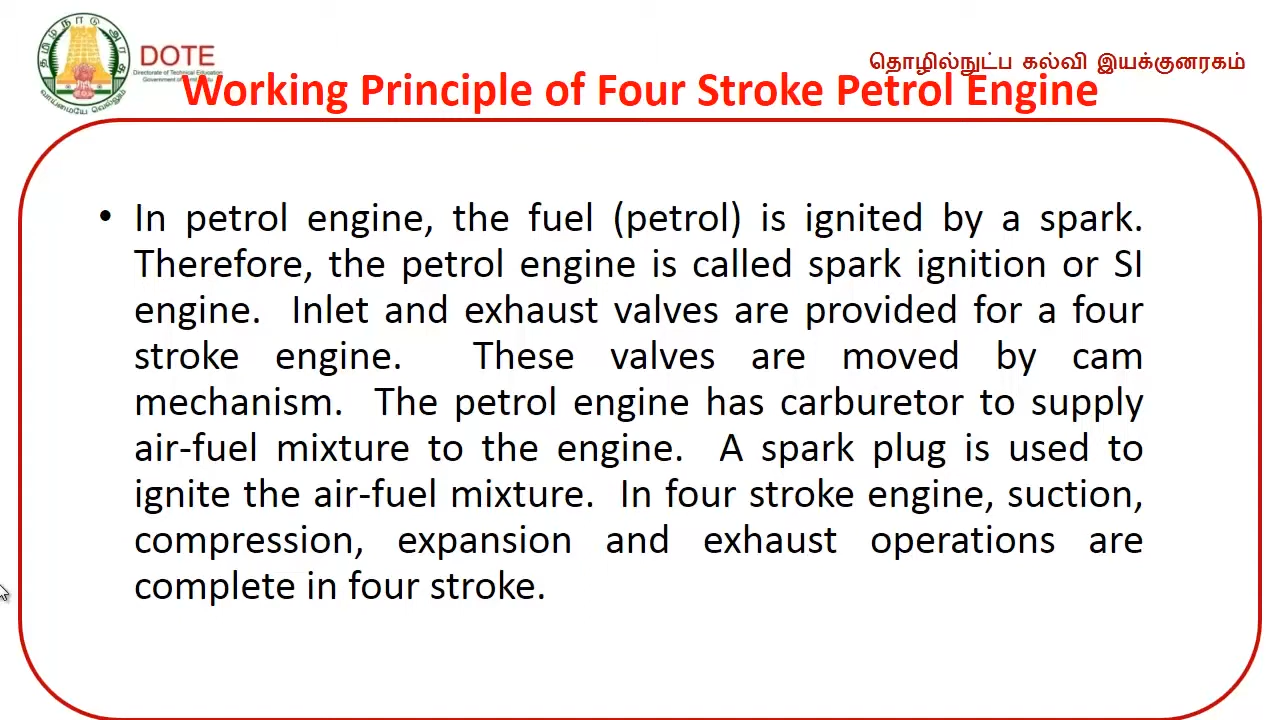 DOTE
Directorate of Technical Education
தொழில்நுட்ப கல்வி இயக்குனரகம்
Working Principle of Four Stroke Petrol Engine
• In petrol engine, the fuel (petrol) is ignited by a spark.
Therefore, the petrol engine is called spark ignition or SI
engine. Inlet and exhaust valves are provided for a four
stroke engine. These valves are moved by cam
mechanism. The petrol engine has carburetor to supply
air-fuel mixture to the engine. A spark plug is used to
ignite the air-fuel mixture. In four stroke engine, suction,
compression, expansion and exhaust operations are
complete in four stroke.